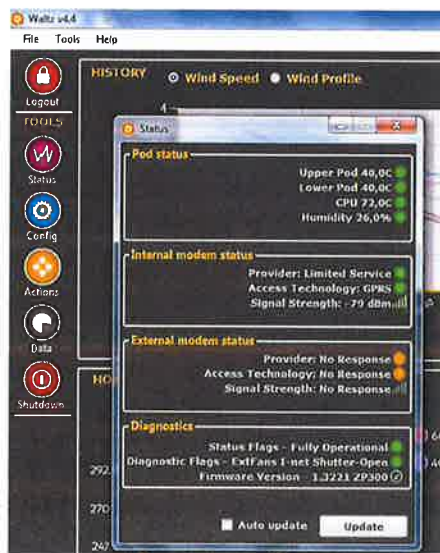 Waltz v4.4
File Tools Help
HISTORY Wind Speed Wind Profile
Logout
TOOLS
Status
Config
Actions
Data
Shutdown
4
Status
Pod status
Upper Pod 40,0C
Lower Pod 40,0C
CPU 72,0C
Humidity 26,0%
Internal modem status
Provider: Limited Service
Access Technology: GPRS
Signal Strength: -79 dBm
External modem status
Provider: No Response
Access Technology: No Response
Signal Strength: No Response
Diagnostics
Status Flags - Fully Operational
Diagnostic Flags - ExtFans I-net Shutter-Open
Firmware Version - 1.3221 ZP300
Auto update Update
HO
292.
270
247